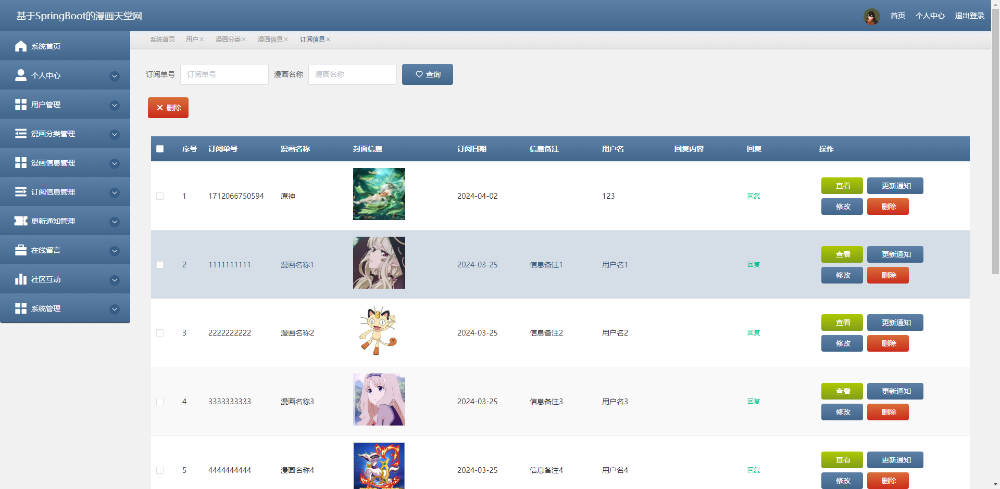 基于SpringBoot的漫画天堂网
首页 个人中心 退出登录
系统首页
个人中心
用户管理
漫画分类管理
漫画信息管理
订阅信息管理
更新通知管理
在线留言
社区互动
系统管理
系统首页 用户× 漫画分类× 漫画信息× 订阅信息×
订阅单号 订阅单号 漫画名称 漫画名称 查询
删除
序号 订阅单号 漫画名称 封面信息 订阅日期 信息备注 用户名 回复内容 回复 操作
1 1712066750594 原神 2024-04-02 123 回复
查看 更新通知
修改 删除
2 1111111111 漫画名称1 2024-03-25 信息备注1 用户名1 回复
查看 更新通知
修改 删除
3 2222222222 漫画名称2 2024-03-25 信息备注2 用户名2 回复
查看 更新通知
修改 删除
4 3333333333 漫画名称3 2024-03-25 信息备注3 用户名3 回复
查看 更新通知
修改 删除
5 4444444444 漫画名称4 2024-03-25 信息备注4 用户名4 回复
查看 更新通知
修改 删除